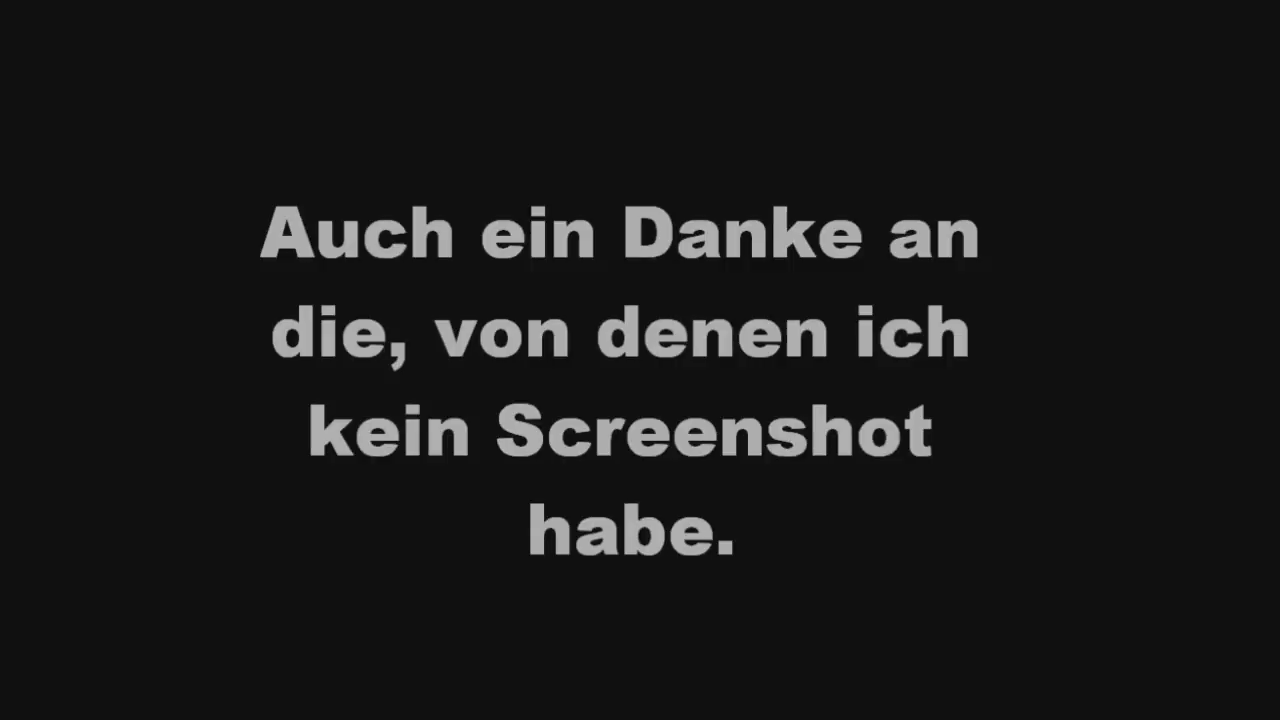 Auch ein Danke an
die, von denen ich
kein Screenshot
habe.